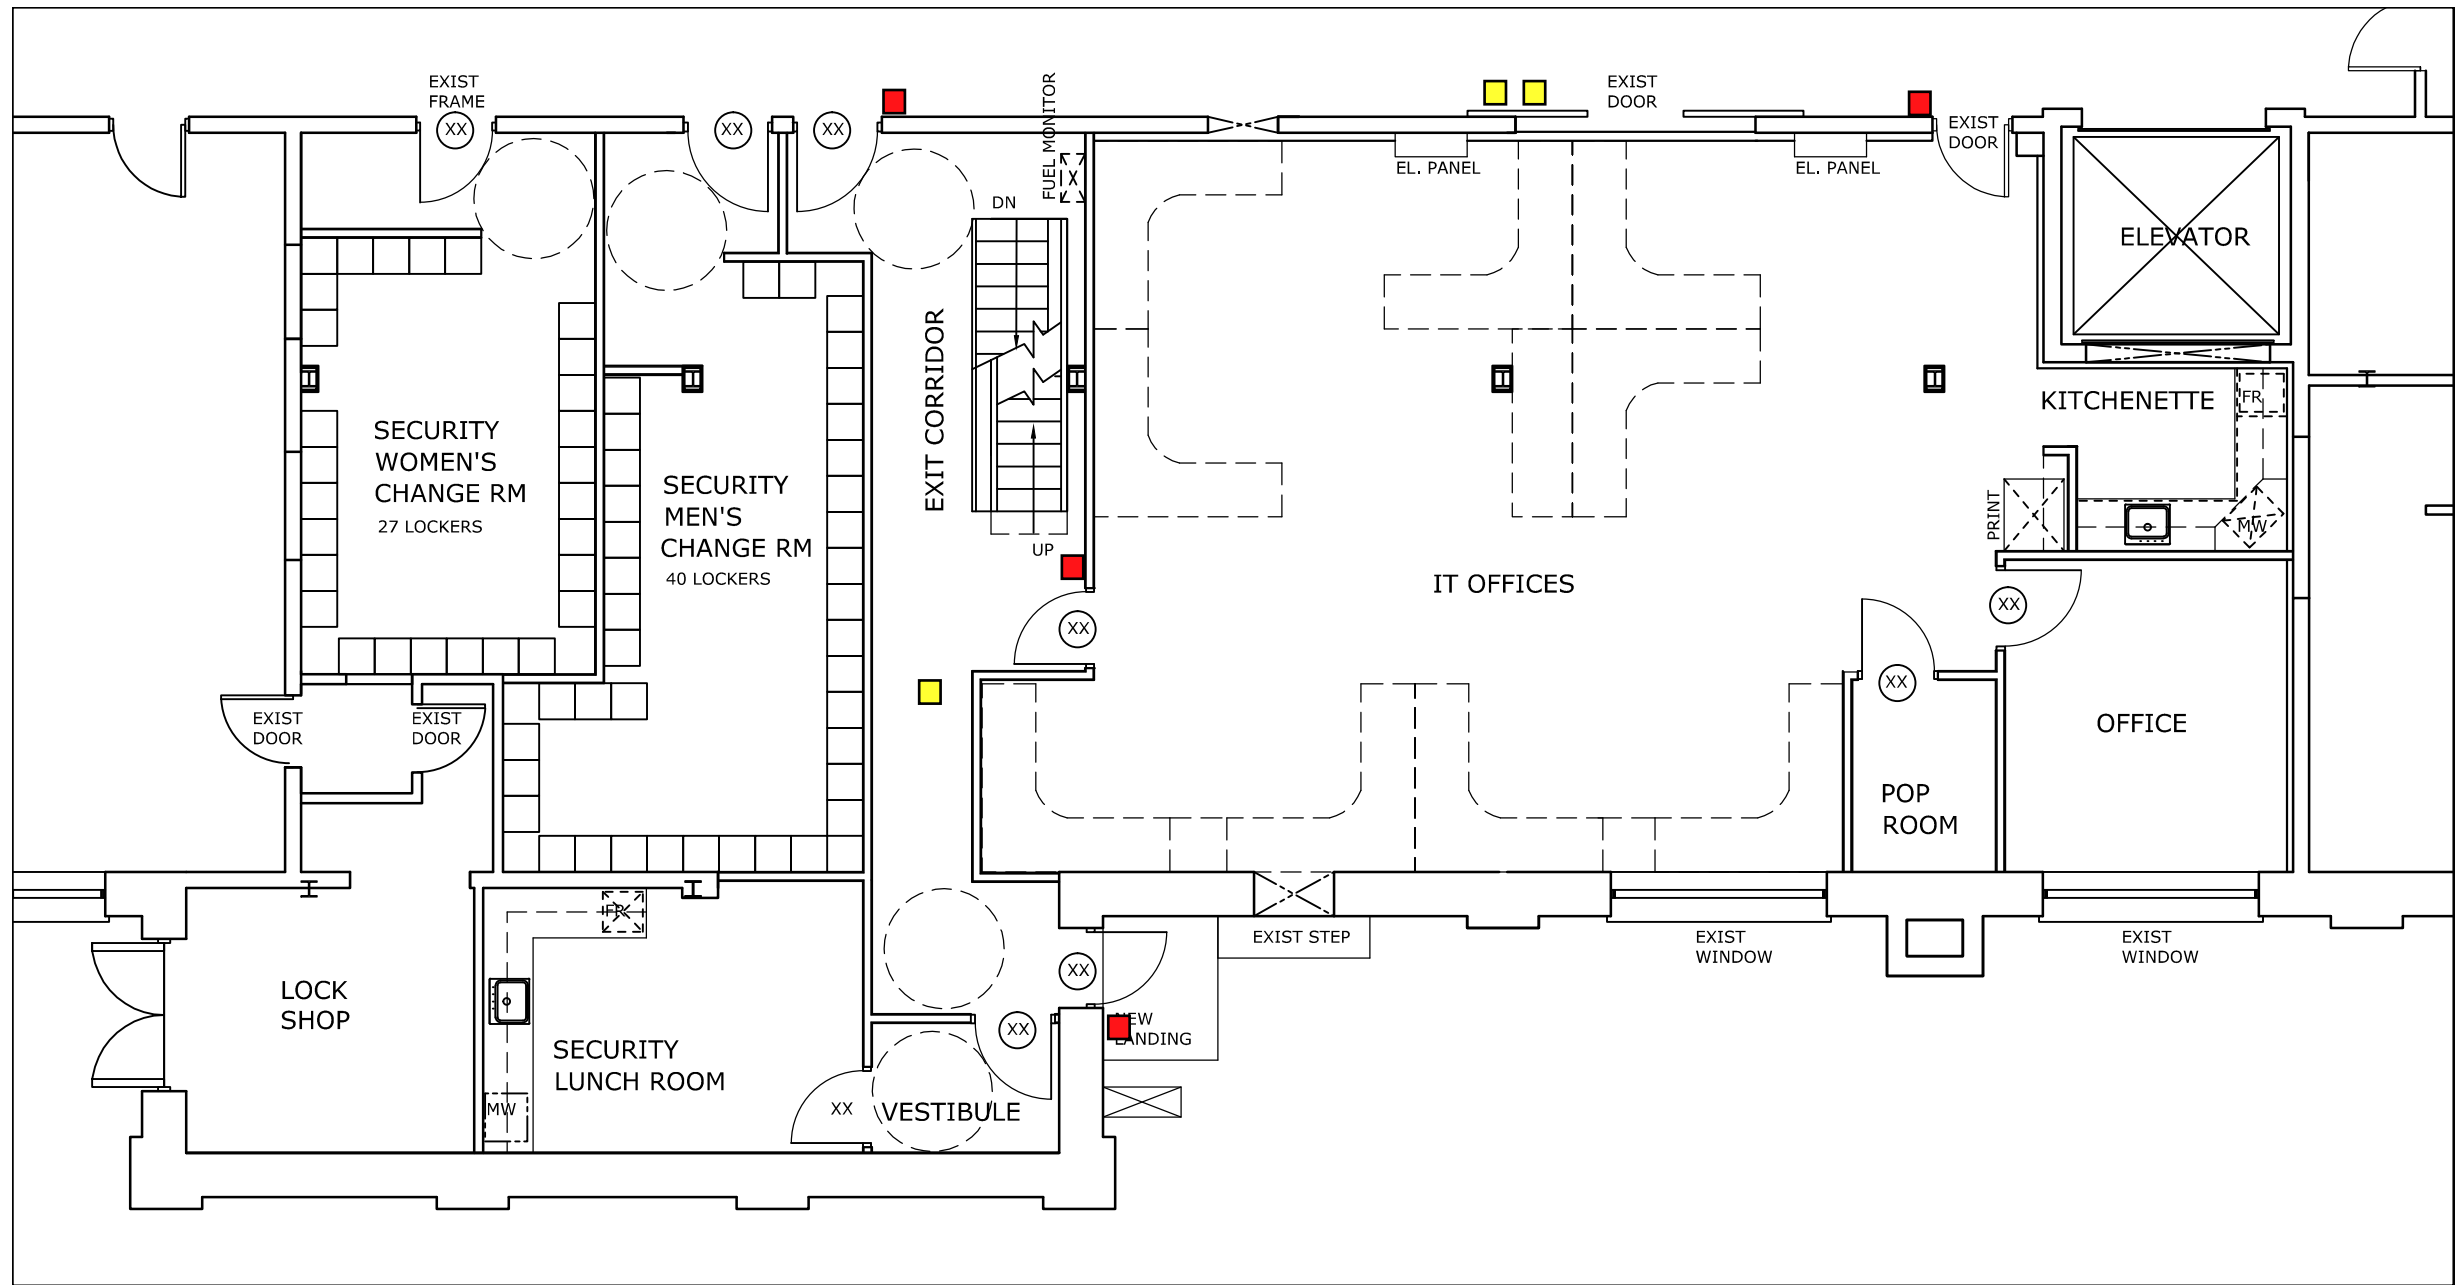 EXIST
FRAME
XX
XX
XX
FUEL MONITOR
EXIST
DOOR
EXIST
DOOR
EL. PANEL
EL. PANEL
DN
ELEVATOR
EXIT CORRIDOR
KITCHENETTE
FR
SECURITY
WOMEN'S
CHANGE RM
27 LOCKERS
SECURITY
MEN'S
CHANGE RM
40 LOCKERS
UP
PRINT
MW
IT OFFICES
XX
XX
XX
EXIST
DOOR
EXIST
DOOR
OFFICE
POP
ROOM
FR
EXIST STEP
EXIST
WINDOW
EXIST
WINDOW
XX
LOCK
SHOP
XX
NEW
LANDING
SECURITY
LUNCH ROOM
MW
XX
VESTIBULE